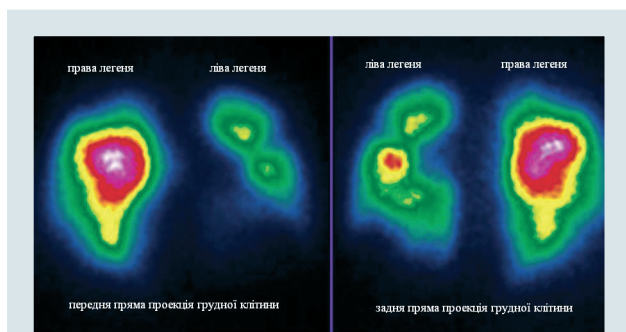 права легеня
ліва легеня
ліва легеня
права легеня
передня пряма проекція грудної клітини
задня пряма проекція грудної клітини